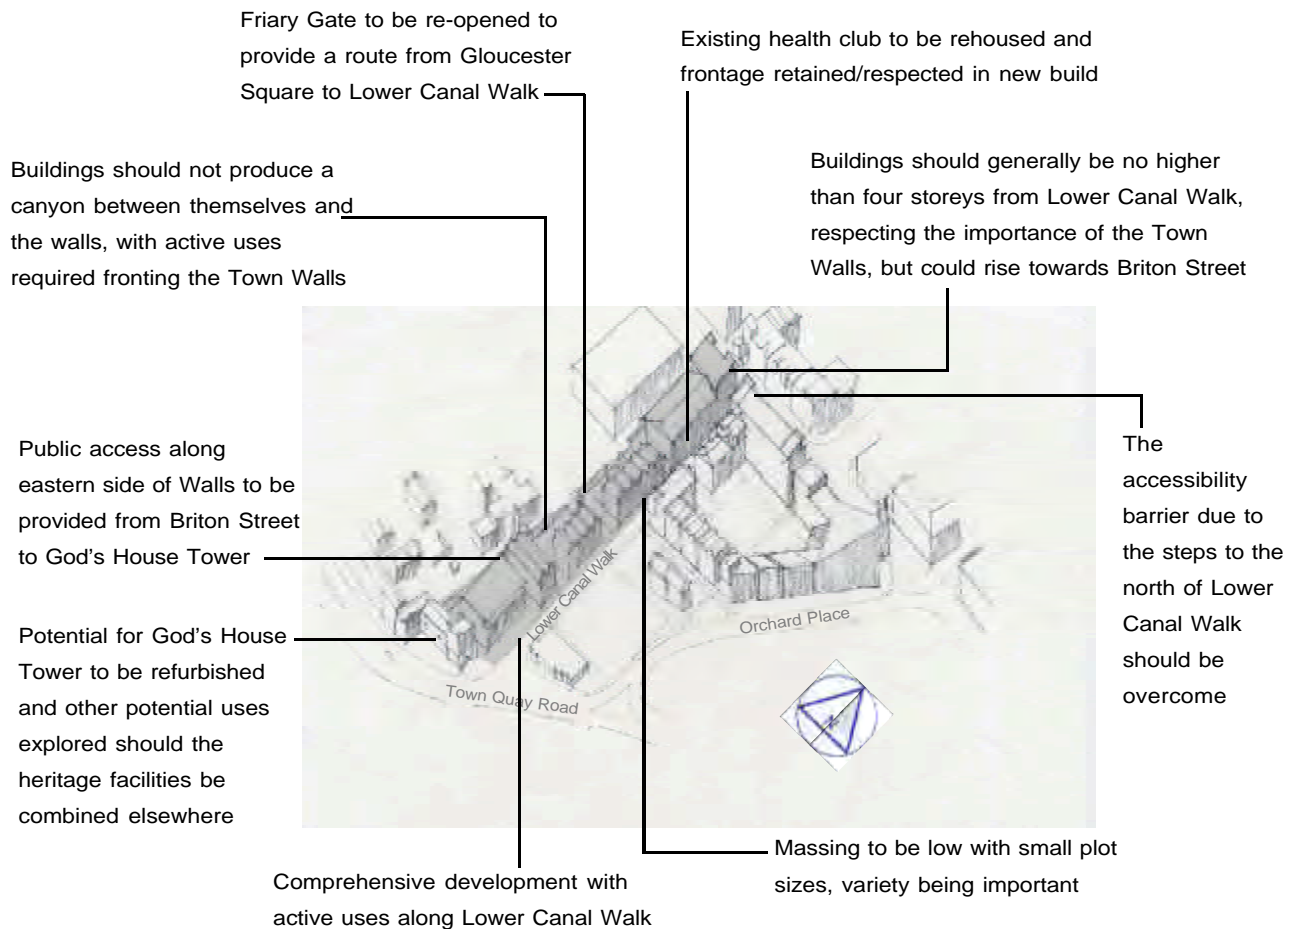 Friary Gate to be re-opened to
provide a route from Gloucester
Square to Lower Canal Walk
Existing health club to be rehoused and
frontage retained/respected in new build
Buildings should not produce a
canyon between themselves and
the walls, with active uses
required fronting the Town Walls
Buildings should generally be no higher
than four storeys from Lower Canal Walk,
respecting the importance of the Town
Walls, but could rise towards Briton Street
Public access along
eastern side of Walls to be
provided from Briton Street
to God's House Tower
The
accessibility
barrier due to
the steps to the
north of Lower
Canal Walk
should be
overcome
Potential for God's House
Tower to be refurbished
and other potential uses
explored should the
heritage facilities be
combined elsewhere
Lower Canal Walk
Orchard Place
Town Quay Road
Massing to be low with small plot
sizes, variety being important
Comprehensive development with
active uses along Lower Canal Walk